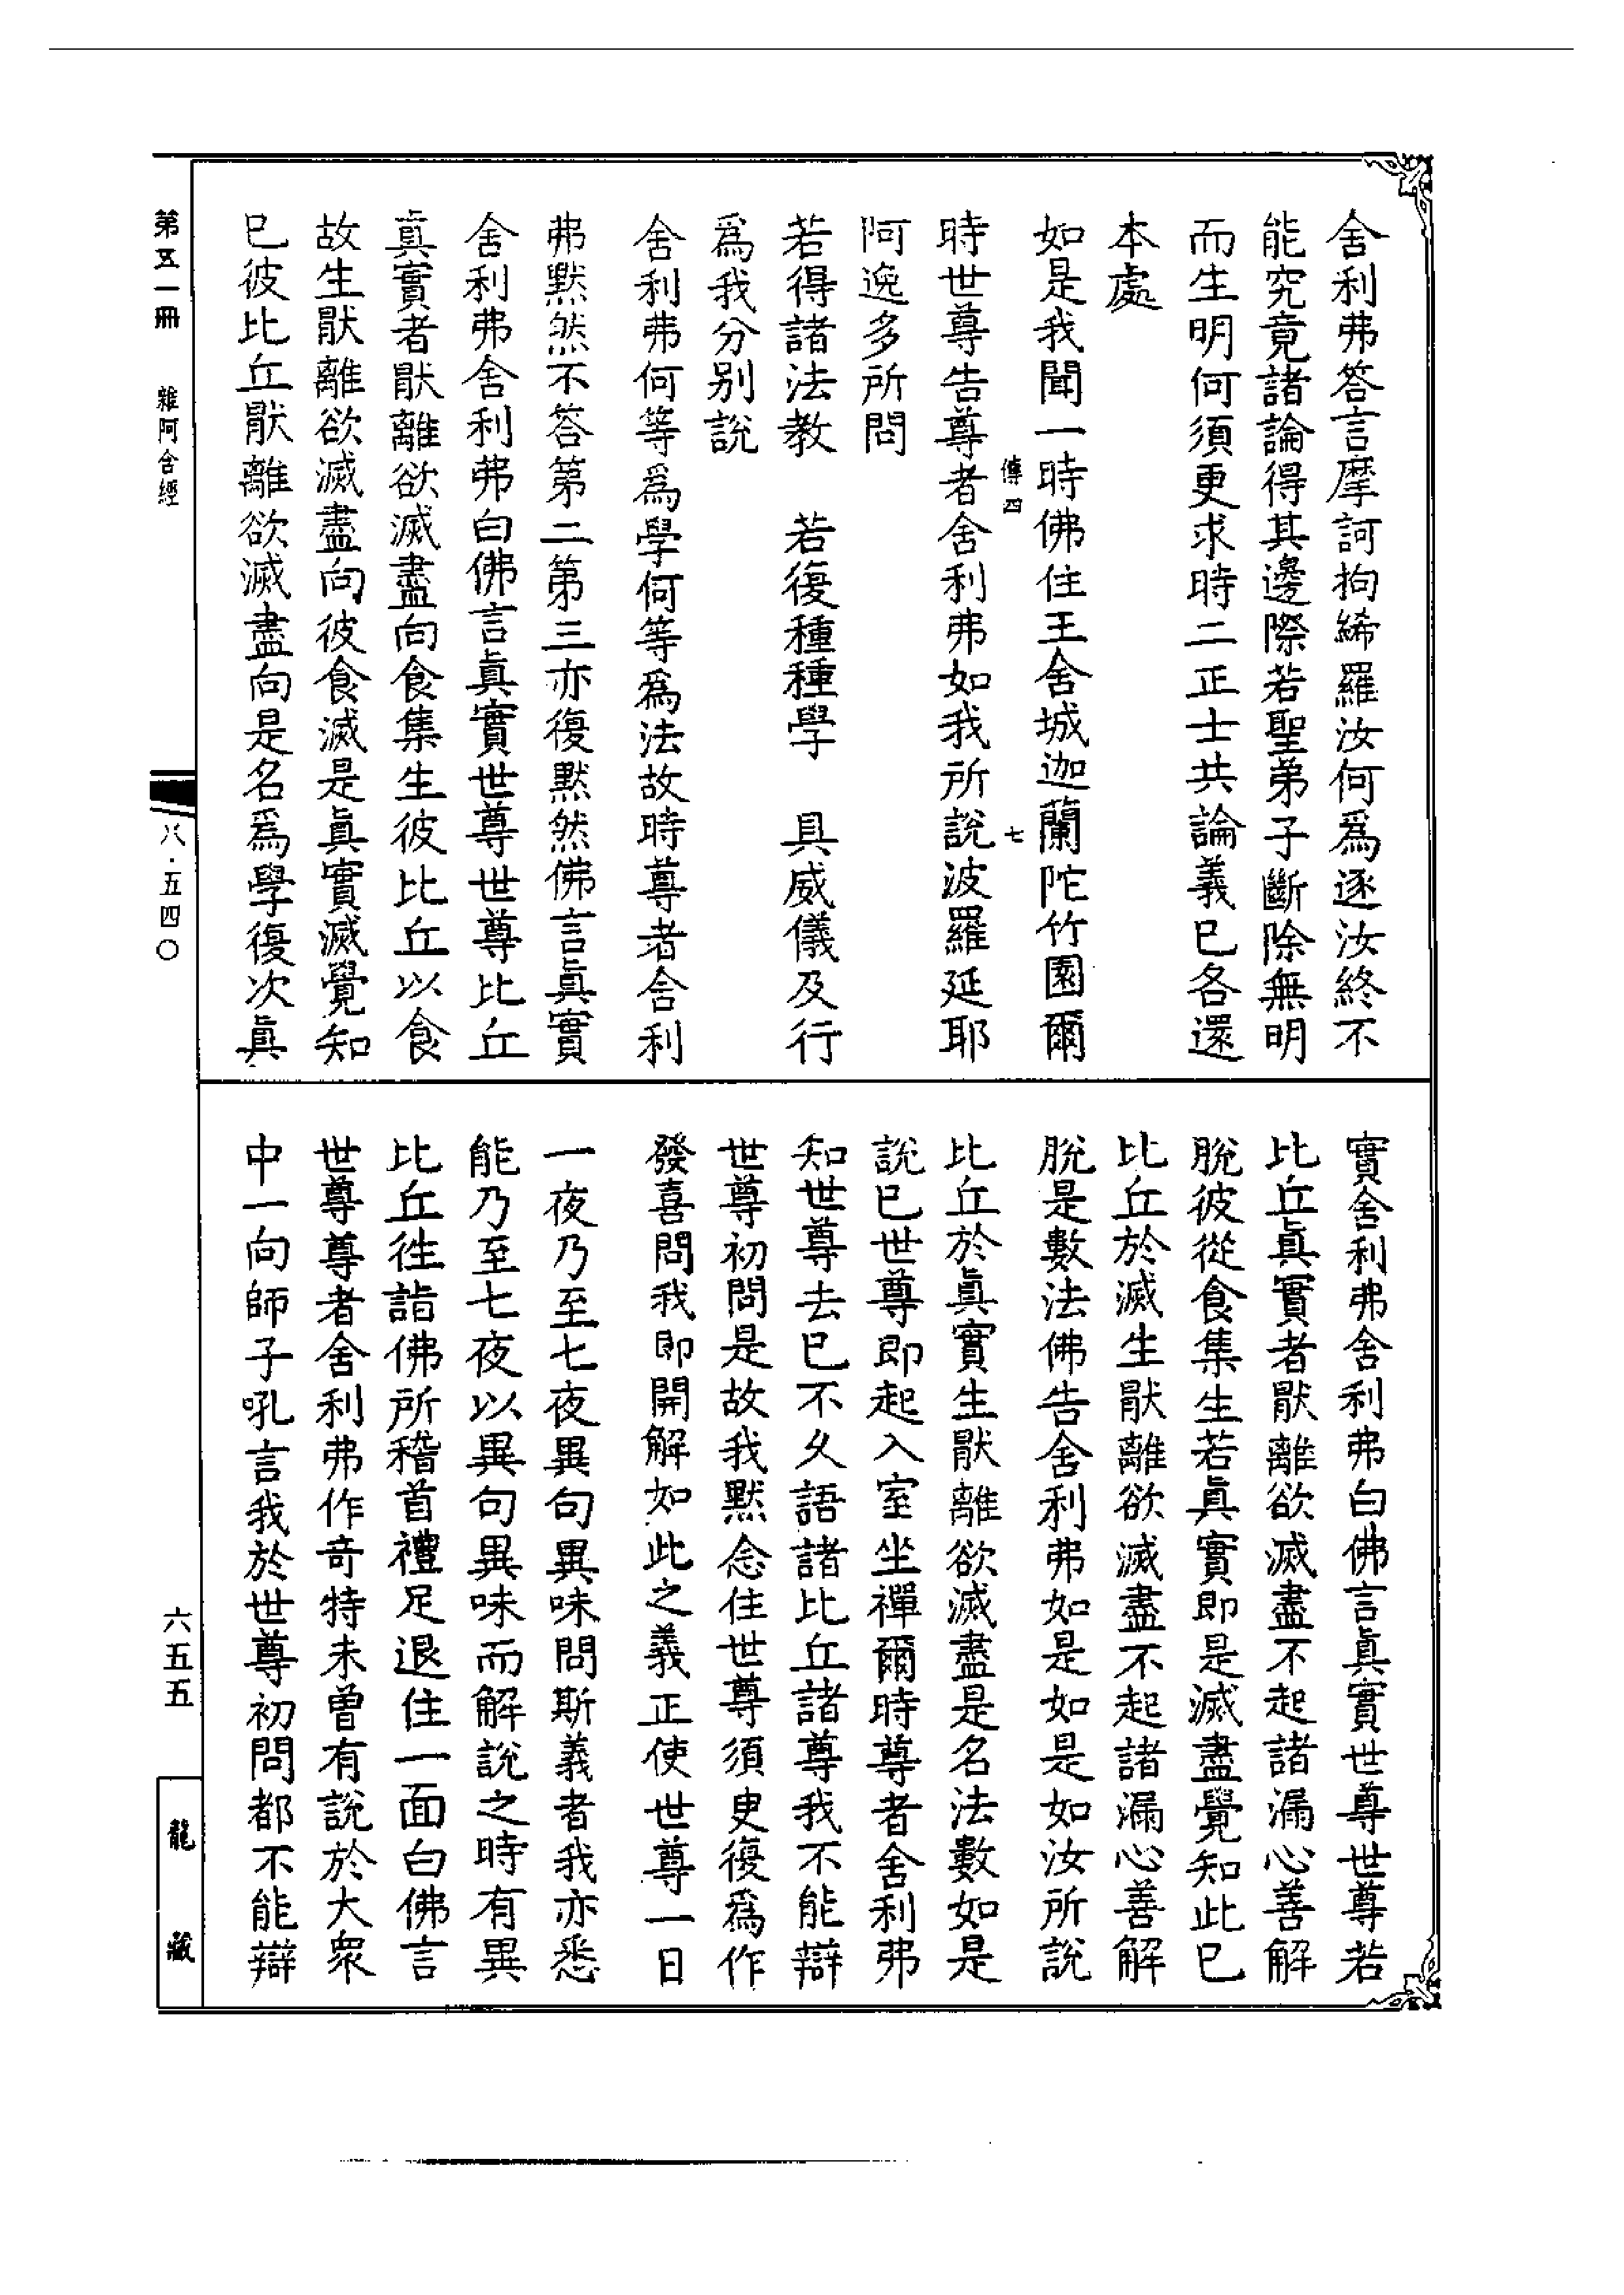 舍利弗答言摩訶拘絺羅汝何爲逐汝終不
能究竟諸論得其邊際若聖弟子斷除無明
而生明何須更求時二正士共論義已各還
本處
如是我聞一時佛住王舍城迦蘭陀竹園爾
傳四
七
時世尊告尊者舍利弗如我所說波羅延耶
阿逸多所問
若得諸法教　若復種種學　具威儀及行
爲我分別說
舍利弗何等爲學何等爲法故時尊者舍利
弗默然不答第二第三亦復默然佛言眞實
舍利弗舍利弗白佛言眞實世尊世尊比丘
眞實者厭離欲滅盡向食集生彼比丘以食
故生厭離欲滅盡向彼食滅是眞實滅覺知
已彼比丘厭離欲滅盡向是名爲學復次眞
實舍利弗舍利弗白佛言眞實世尊世尊若
比丘眞實者厭離欲滅盡不起諸漏心善解
脫彼從食集生若眞實即是滅盡覺知此已
比丘於滅生厭離欲滅盡不起諸漏心善解
脫是數法佛告舍利弗如是如是如汝所說
比丘於眞實生厭離欲滅盡是名法數如是
說已世尊即起入室坐禪爾時尊者舍利弗
知世尊去已不久語諸比丘諸尊我不能辯
世尊初問是故我默念住世尊須臾復爲作
發喜問我即開解如此之義正使世尊一日
一夜乃至七夜異句異味問斯義者我亦悉
能乃至七夜以異句異味而解說之時有異
比丘往詣佛所稽首禮足退住一面白佛言
世尊尊者舍利弗作奇特未曾有說於大衆
中一向師子吼言我於世尊初問都不能辯
第五一冊　雜阿含經
八·五四〇
六五五
龍藏